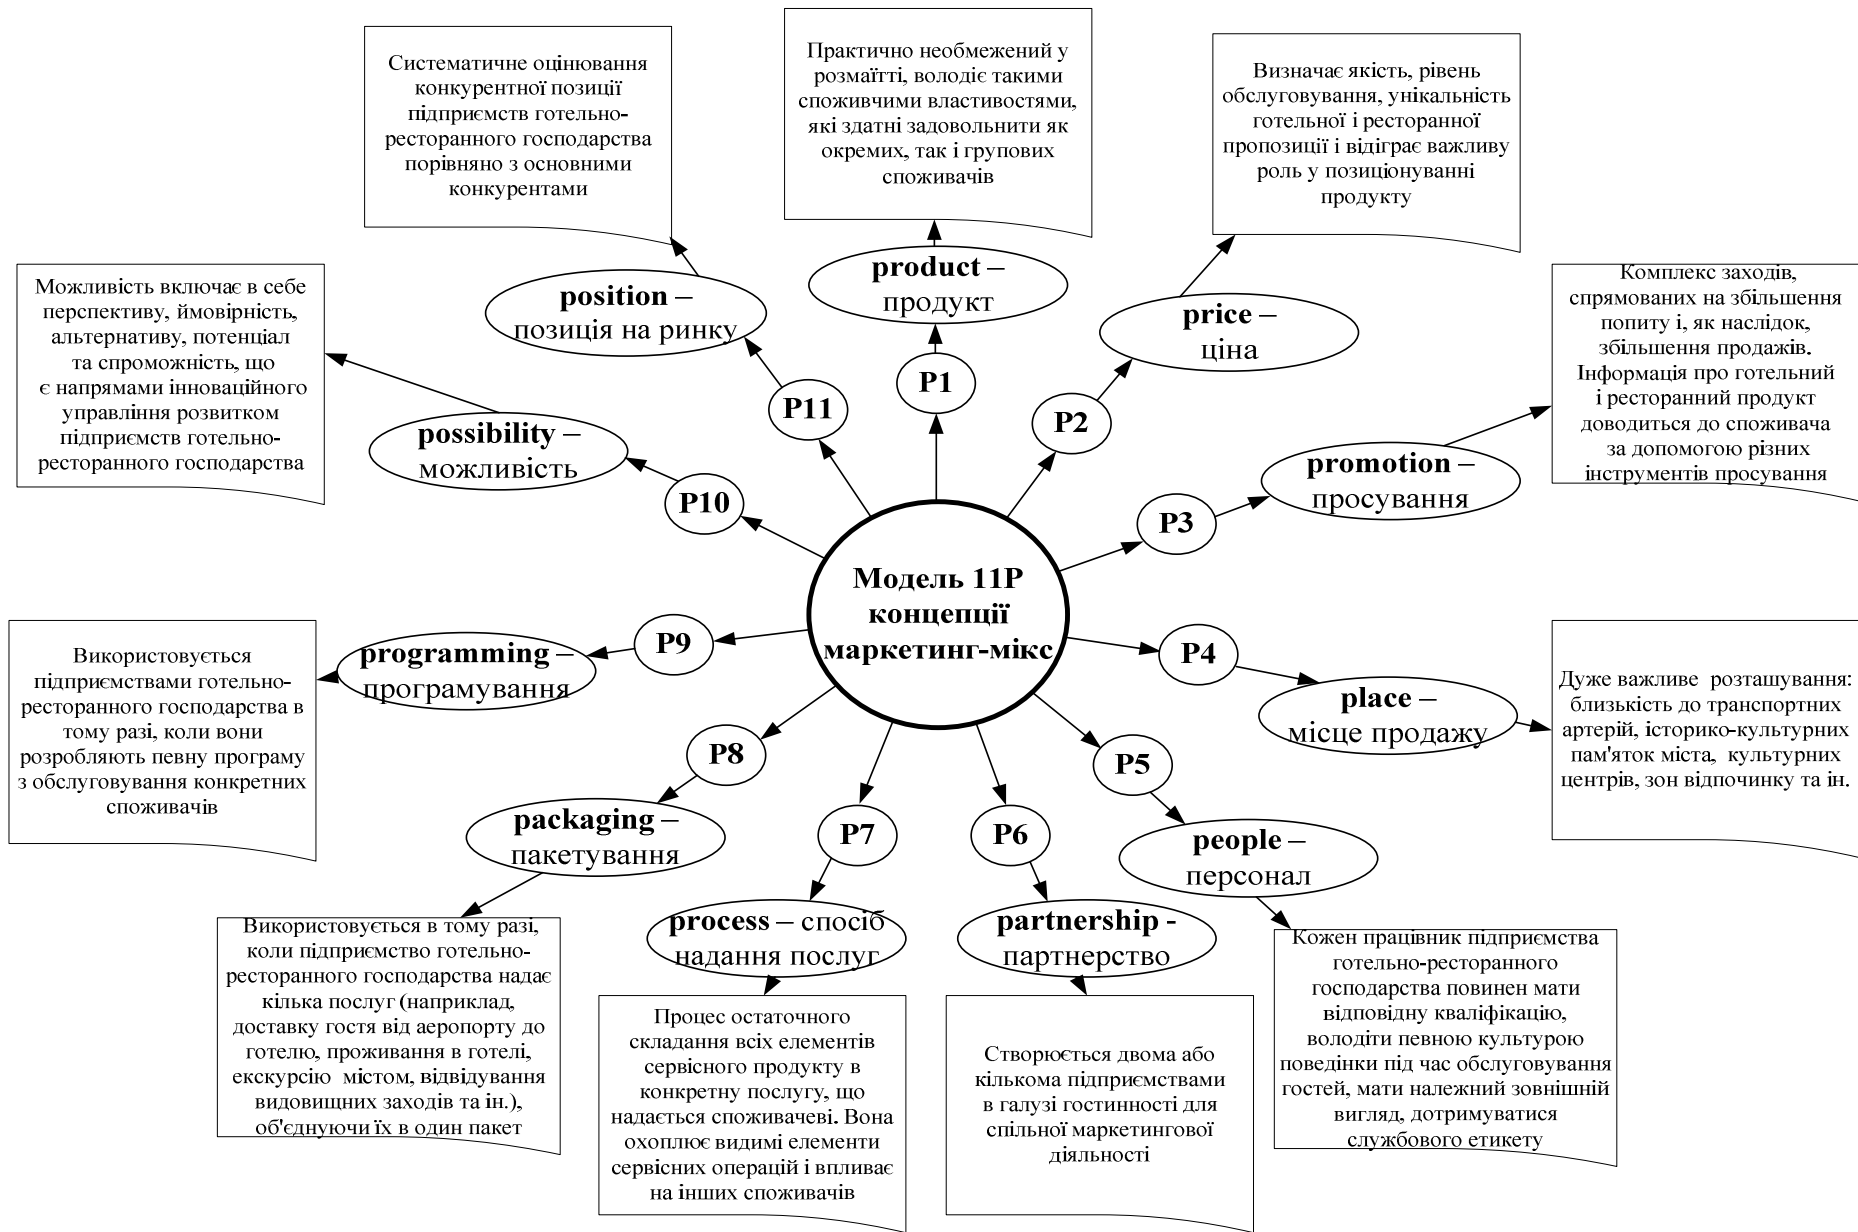 Модель 11Р
концепції
маркетинг-мікс
P1
product –
продукт
Практично необмежений у
розмаїтті, володіє такими
споживчими властивостями,
які здатні задовольнити як
окремих, так і групових
споживачів
P2
price –
ціна
Визначає якість, рівень
обслуговування, унікальність
готельної і ресторанної
пропозиції і відіграє важливу
роль у позиціонуванні
продукту
P3
promotion –
просування
Комплекс заходів,
спрямованих на збільшення
попиту і, як наслідок,
збільшення продажів.
Інформація про готельний
і ресторанний продукт
доводиться до споживача
за допомогою різних
інструментів просування
P4
place –
місце продажу
Дуже важливе розташування:
близькість до транспортних
артерій, історико-культурних
пам'яток міста, культурних
центрів, зон відпочинку та ін.
P5
people –
персонал
Кожен працівник підприємства
готельно-ресторанного
господарства повинен мати
відповідну кваліфікацію,
володіти певною культурою
поведінки під час обслуговування
гостей, мати належний зовнішній
вигляд, дотримуватися
службового етикету
P6
partnership -
партнерство
Створюється двома або
кількома підприємствами
в галузі гостинності для
спільної маркетингової
діяльності
P7
process – спосіб
надання послуг
Процес остаточного
складання всіх елементів
сервісного продукту в
конкретну послугу, що
надається споживачеві. Вона
охоплює видимі елементи
сервісних операцій і впливає
на інших споживачів
P8
packaging –
пакетування
Використовується в тому разі,
коли підприємство готельно-
ресторанного господарства надає
кілька послуг (наприклад,
доставку гостя від аеропорту до
готелю, проживання в готелі,
екскурсію містом, відвідування
видовищних заходів та ін.),
об'єднуючи їх в один пакет
P9
programming –
програмування
Використовується
підприємствами готельно-
ресторанного господарства в
тому разі, коли вони
розробляють певну програму
з обслуговування конкретних
споживачів
P10
possibility –
можливість
Можливість включає в себе
перспективу, ймовірність,
альтернативу, потенціал
та спроможність, що
є напрямами інноваційного
управління розвитком
підприємств готельно-
ресторанного господарства
P11
position –
позиція на ринку
Систематичне оцінювання
конкурентної позиції
підприємств готельно-
ресторанного господарства
порівняно з основними
конкурентами